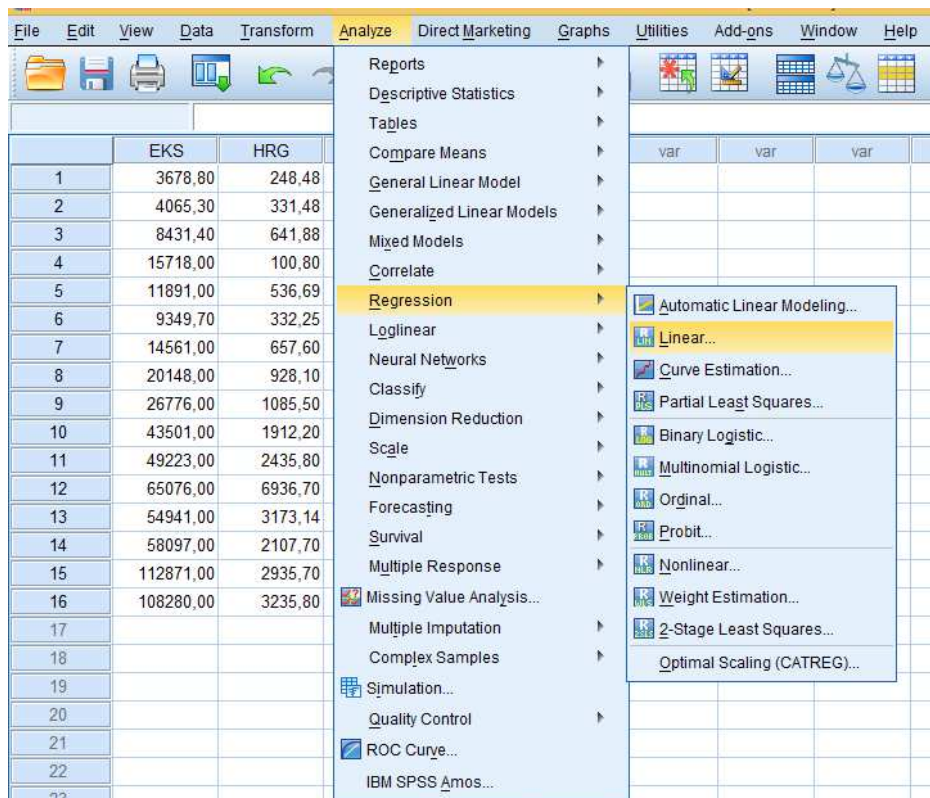 File Edit View Data Transform Analyze Direct Marketing Graphs Utilities Add-ons Window Help
EKS HRG var var var
1 3678,80 248,48
2 4065,30 331,48
3 8431,40 641,88
4 15718,00 100,80
5 11891,00 536,69
6 9349,70 332,25
7 14561,00 657,60
8 20148,00 928,10
9 26776,00 1085,50
10 43501,00 1912,20
11 49223,00 2435,80
12 65076,00 6936,70
13 54941,00 3173,14
14 58097,00 2107,70
15 112871,00 2935,70
16 108280,00 3235,80
17
18
19
20
21
22
23
Reports
Descriptive Statistics
Tables
Compare Means
General Linear Model
Generalized Linear Models
Mixed Models
Correlate
Regression
Loglinear
Neural Networks
Classify
Dimension Reduction
Scale
Nonparametric Tests
Forecasting
Survival
Multiple Response
Missing Value Analysis...
Multiple Imputation
Complex Samples
Simulation...
Quality Control
ROC Curve...
IBM SPSS Amos...
Automatic Linear Modeling...
Linear...
Curve Estimation...
Partial Least Squares...
Binary Logistic...
Multinomial Logistic...
Ordinal...
Probit...
Nonlinear...
Weight Estimation...
2-Stage Least Squares...
Optimal Scaling (CATREG)...